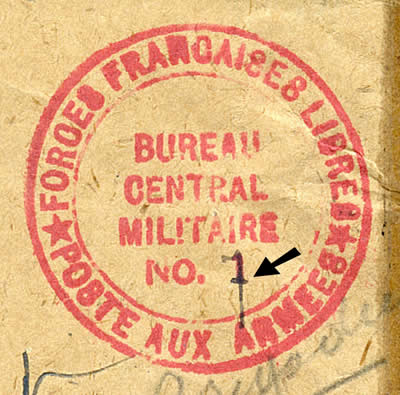 FORCES FRANCAISES LIBRES
BUREAU
CENTRAL
MILITAIRE
NO. 1
★ POSTE AUX ARMEES ★